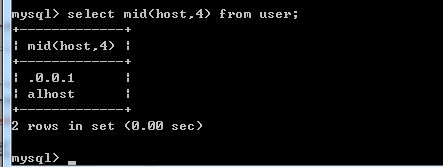 mysql> select mid(host,4) from user;
+-------------+
| mid(host,4) |
+-------------+
| .0.0.1      |
| alhost      |
+-------------+
2 rows in set (0.00 sec)
mysql> _